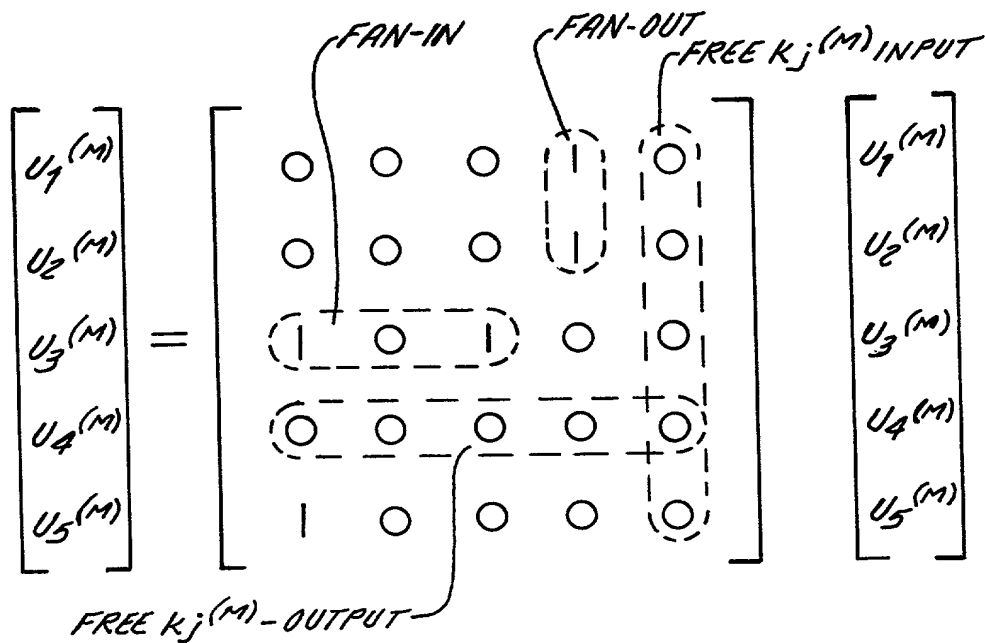 FAN-IN FAN-OUT
FREE kj(M) INPUT
U1(M) O O O | O U1(M)
U2(M) O O O | O U2(M)
U3(M) = | O | O O U3(M)
U4(M) O O O O O U4(M)
U5(M) | O O O O U5(M)
FREE kj(M)-OUTPUT